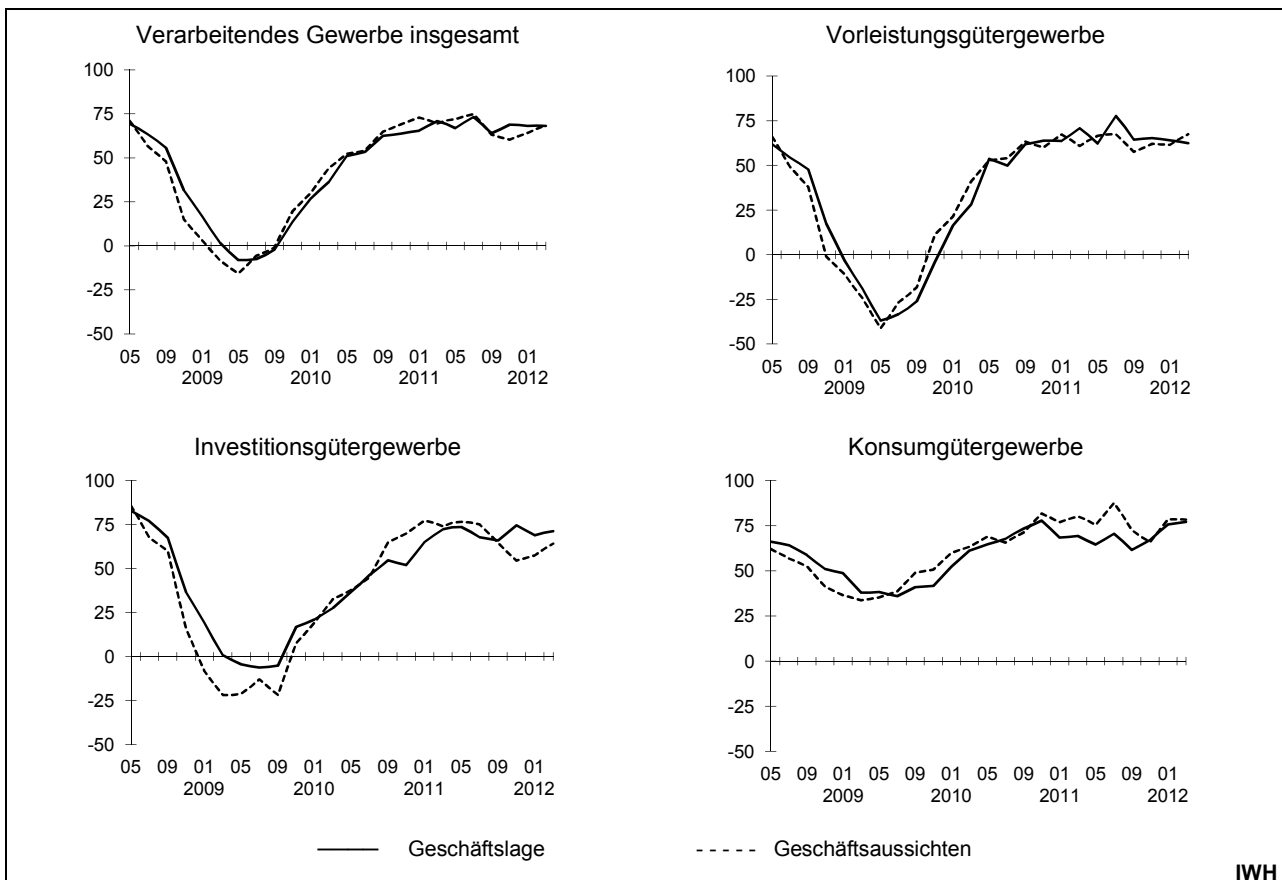 Verarbeitendes Gewerbe insgesamt
100
75
50
25
0
-25
-50
05 09 01 05 09 01 05 09 01 05 09 01
2009 2010 2011 2012
Vorleistungsgütergewerbe
100
75
50
25
0
-25
-50
05 09 01 05 09 01 05 09 01 05 09 01
2009 2010 2011 2012
Investitionsgütergewerbe
100
75
50
25
0
-25
-50
05 09 01 05 09 01 05 09 01 05 09 01
2009 2010 2011 2012
Konsumgütergewerbe
100
75
50
25
0
-25
-50
05 09 01 05 09 01 05 09 01 05 09 01
2009 2010 2011 2012
Geschäftslage Geschäftsaussichten
IWH